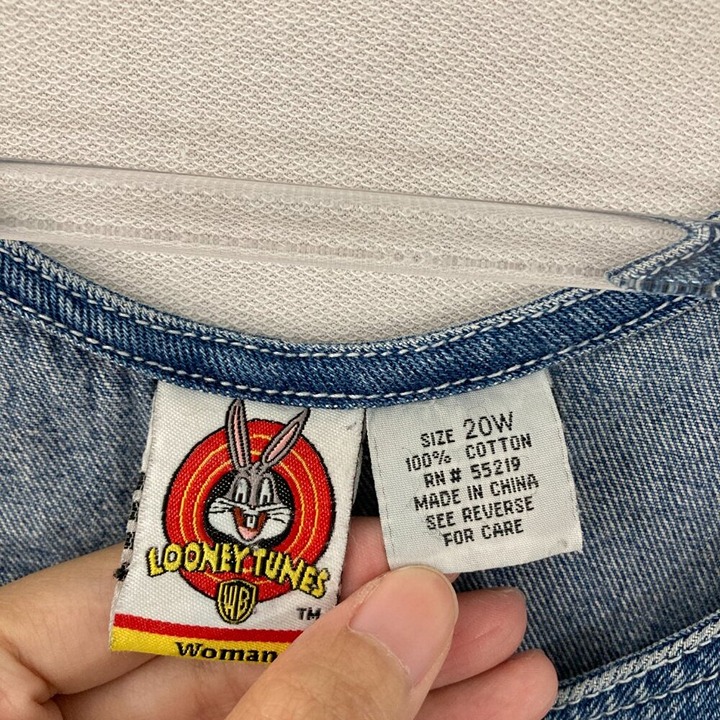 LOONEY TUNES
WB
TM
Woman
SIZE 20W
100% COTTON
RN # 55219
MADE IN CHINA
SEE REVERSE
FOR CARE